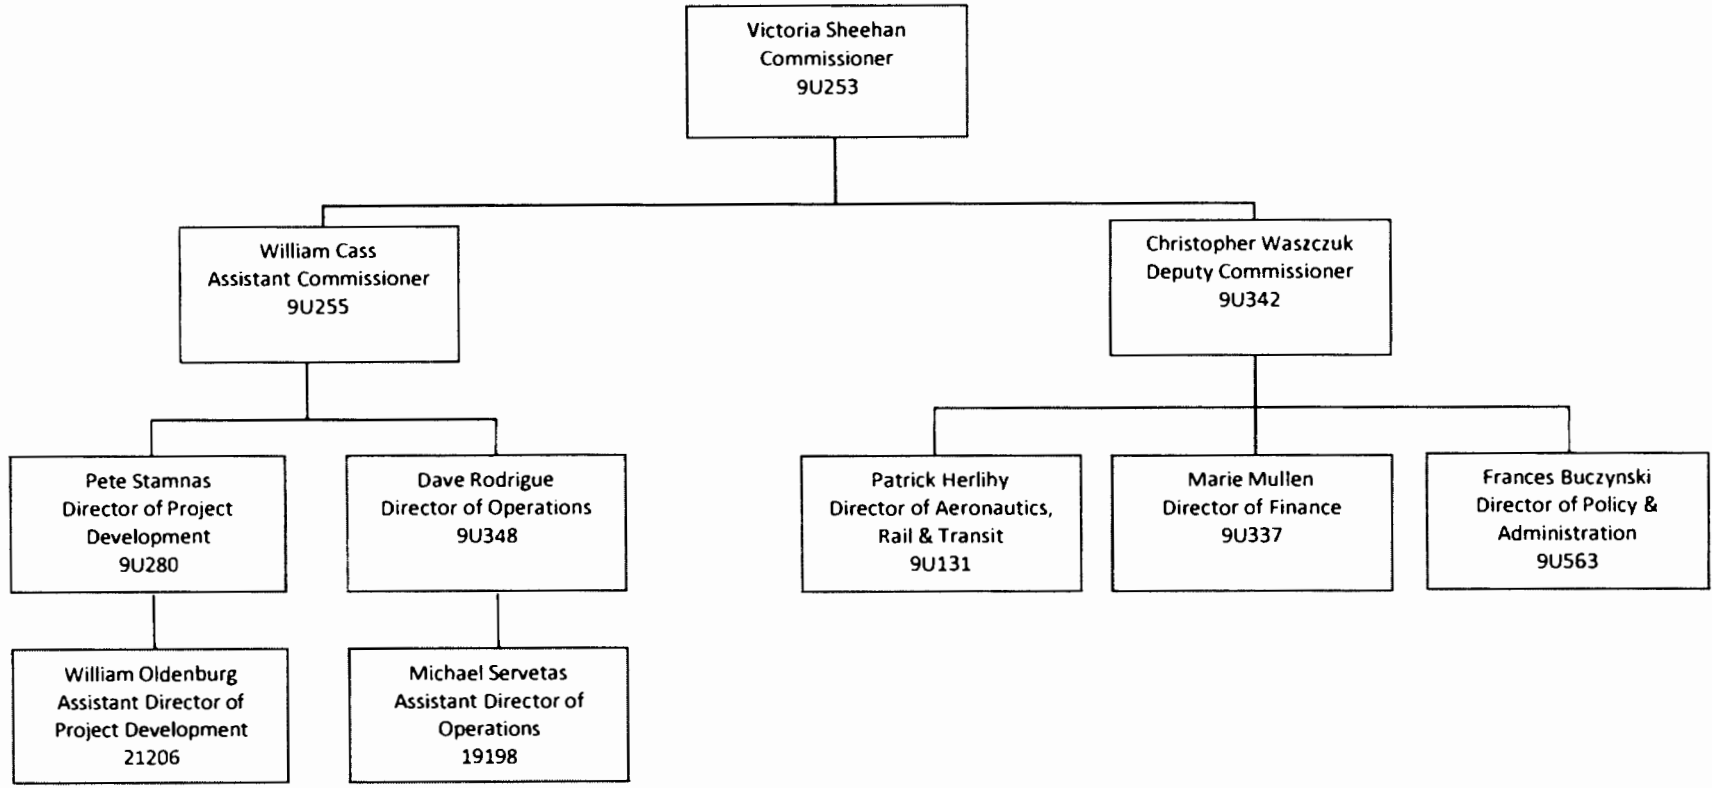 Victoria Sheehan
Commissioner
9U253
William Cass
Assistant Commissioner
9U255
Christopher Waszczuk
Deputy Commissioner
9U342
Pete Stamnas
Director of Project
Development
9U280
Dave Rodrigue
Director of Operations
9U348
Patrick Herlihy
Director of Aeronautics,
Rail & Transit
9U131
Marie Mullen
Director of Finance
9U337
Frances Buczynski
Director of Policy &
Administration
9U563
William Oldenburg
Assistant Director of
Project Development
21206
Michael Servetas
Assistant Director of
Operations
19198